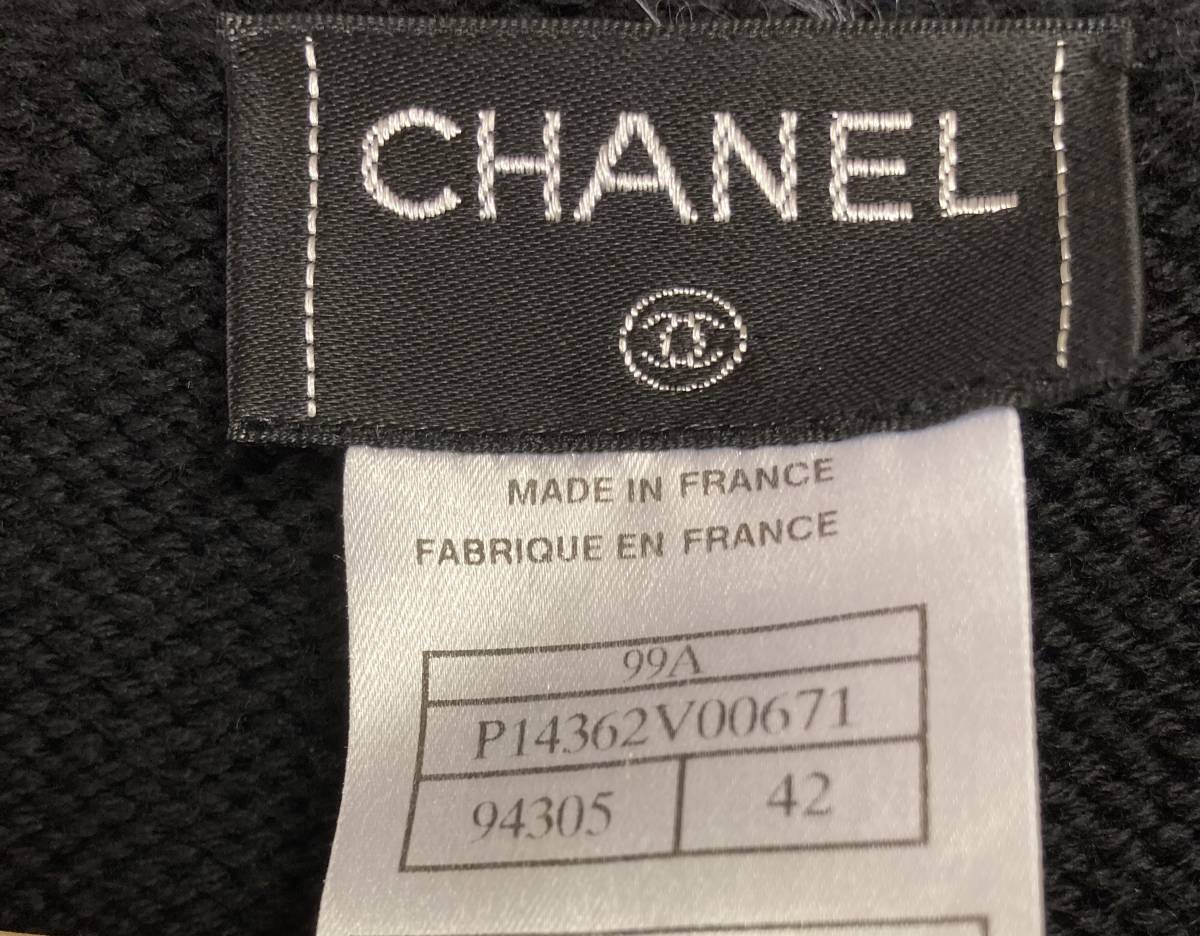 CHANEL
MADE IN FRANCE
FABRIQUE EN FRANCE
99A
P14362V00671
94305 42